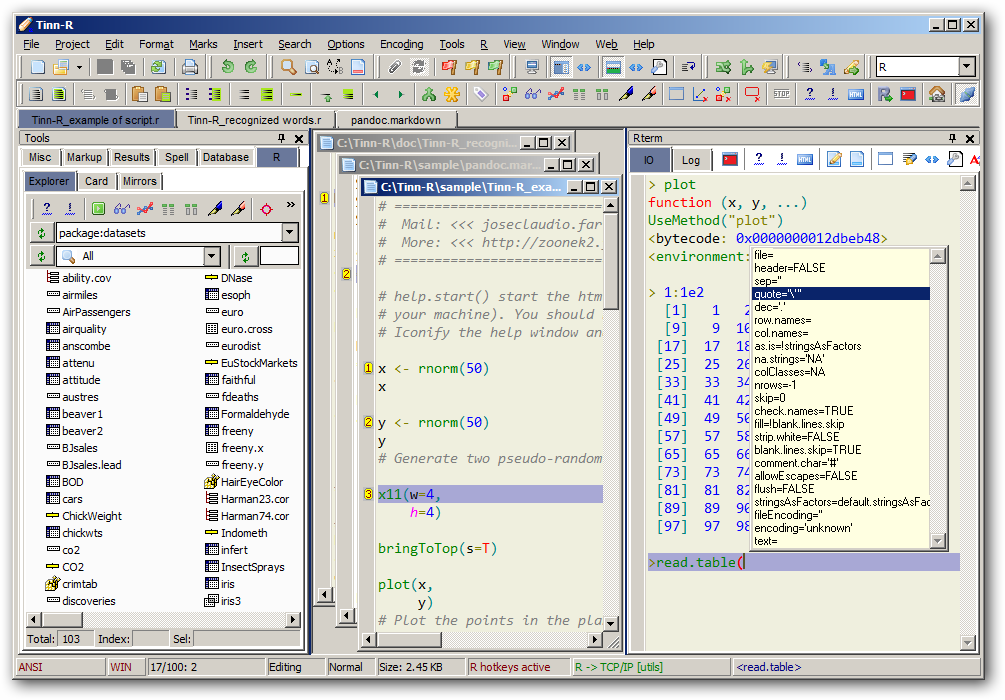 Tinn-R
File Project Edit Format Marks Insert Search Options Encoding Tools R View Window Web Help
R
Tinn-R_example of script.r Tinn-R_recognized words.r pandoc.markdown
Tools
Misc Markup Results Spell Database R
Explorer Card Mirrors
package:datasets
All
ability.cov
airmiles
AirPassengers
airquality
anscombe
attenu
attitude
austres
beaver1
beaver2
BJsales
BJsales.lead
BOD
cars
ChickWeight
chickwts
co2
CO2
crimtab
discoveries
DNase
esoph
euro
euro.cross
eurodist
EuStockMarkets
faithful
fdeaths
Formaldehyde
freeny
freeny.x
freeny.y
HairEyeColor
Harman23.cor
Harman74.cor
Indometh
infert
InsectSprays
iris
iris3
Total: 103 Index: Sel:
C:\Tinn-R\doc\Tinn-R_recogni...
1
C:\Tinn-R\sample\pandoc.mar...
2
C:\Tinn-R\sample\Tinn-R_exa...
# ============================
#  Mail: <<< joseclaudio.far
#  More: <<< http://zoonek2.
# ============================
# help.start() start the htm
# your machine). You should
# Iconify the help window an
1 x <- rnorm(50)
x
2 y <- rnorm(50)
y
# Generate two pseudo-random
3 x11(w=4,
h=4)
bringToTop(s=T)
plot(x,
y)
# Plot the points in the pla
Rterm
IO Log
> plot
function (x, y, ...)
UseMethod("plot")
<bytecode: 0x0000000012dbeb48>
<environment:
> 1:1e2
[1] 1 2
[9] 9 10
[17] 17 18
[25] 25 26
[33] 33 34
[41] 41 42
[49] 49 50
[57] 57 58
[65] 65 66
[73] 73 74
[81] 81 82
[89] 89 90
[97] 97 98
>read.table(
file=
header=FALSE
sep=''
quote="\'"
dec='.'
row.names=
col.names=
as.is=!stringsAsFactors
na.strings='NA'
colClasses=NA
nrows=-1
skip=0
check.names=TRUE
fill=!blank.lines.skip
strip.white=FALSE
blank.lines.skip=TRUE
comment.char='#'
allowEscapes=FALSE
flush=FALSE
stringsAsFactors=default.stringsAsFac
fileEncoding=''
encoding='unknown'
text=
ANSI WIN 17/100: 2 Editing Normal Size: 2.45 KB R hotkeys active R -> TCP/IP [utils] <read.table>